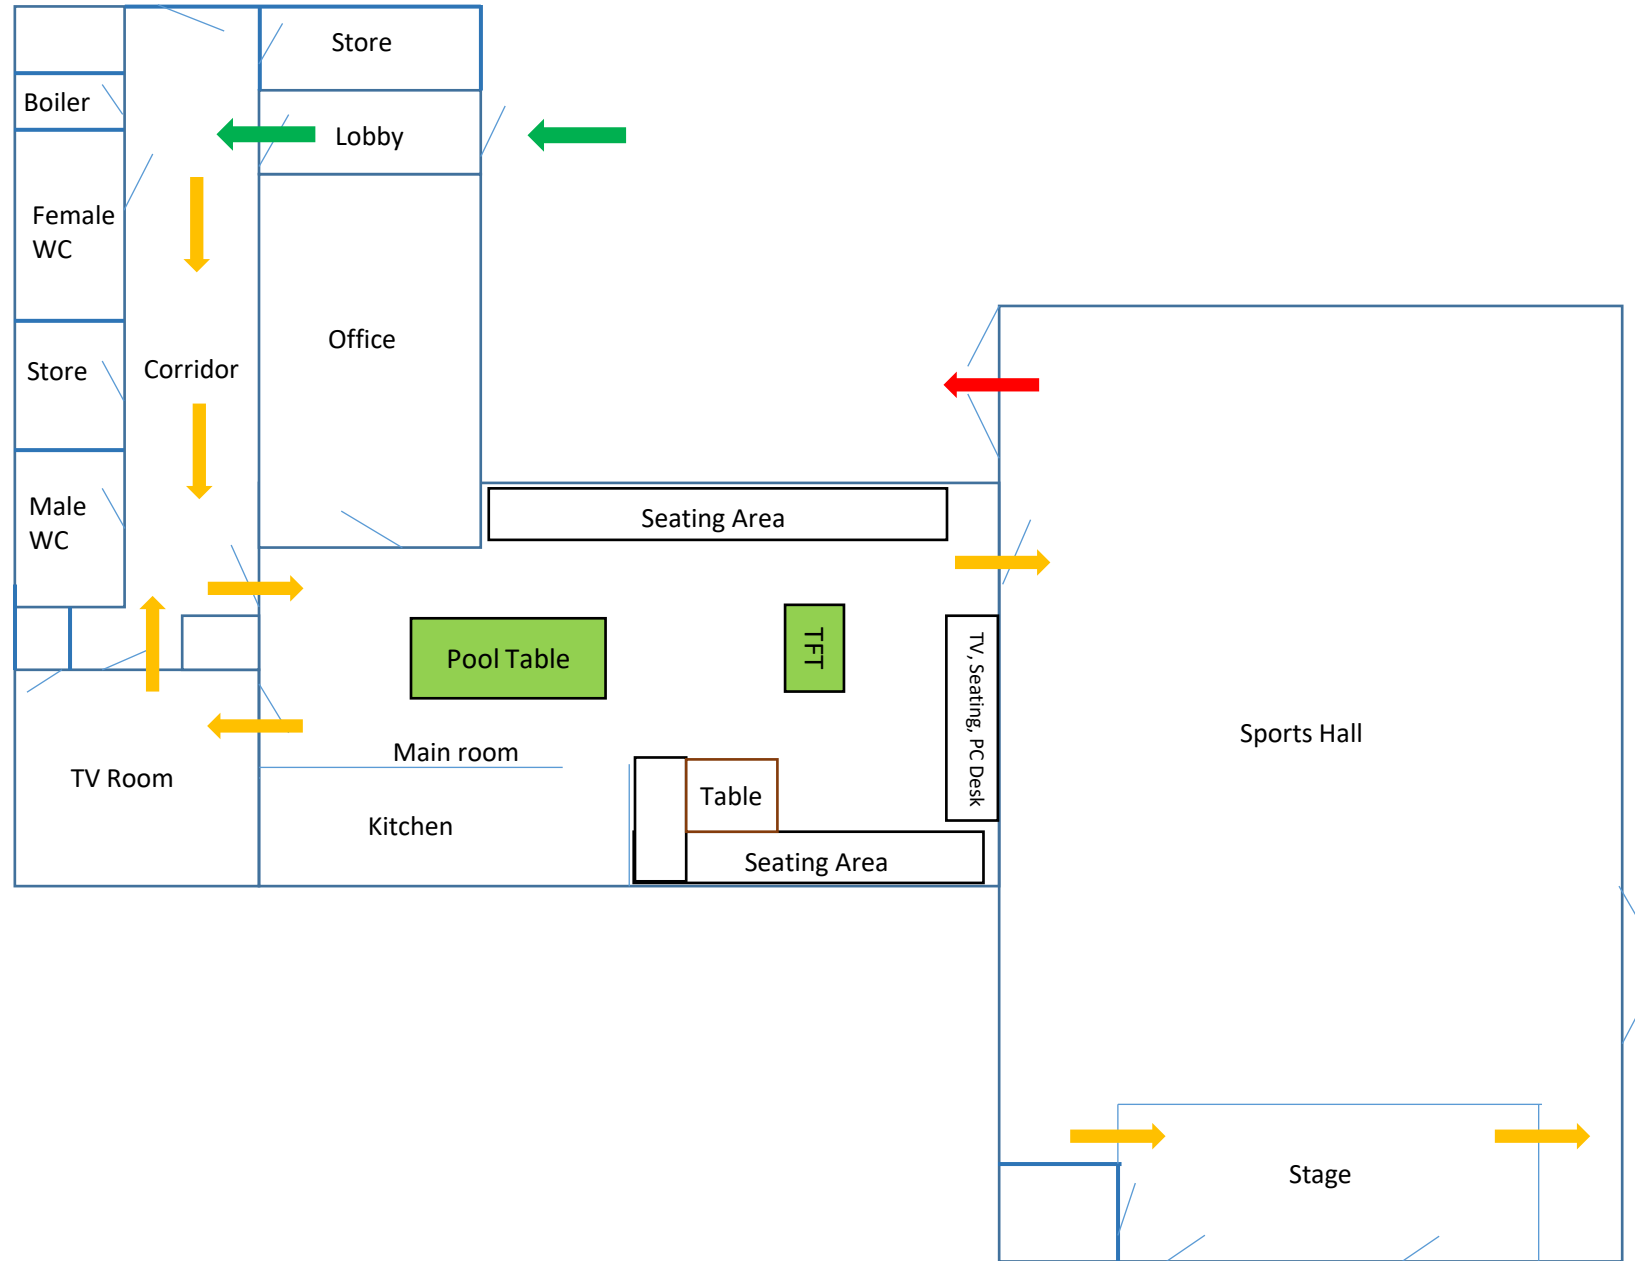 Store
Boiler
Lobby
Female
WC
Office
Store
Corridor
Male
WC
Seating Area
Pool Table
TFT
TV, Seating, PC Desk
Sports Hall
Main room
TV Room
Table
Kitchen
Seating Area
Stage